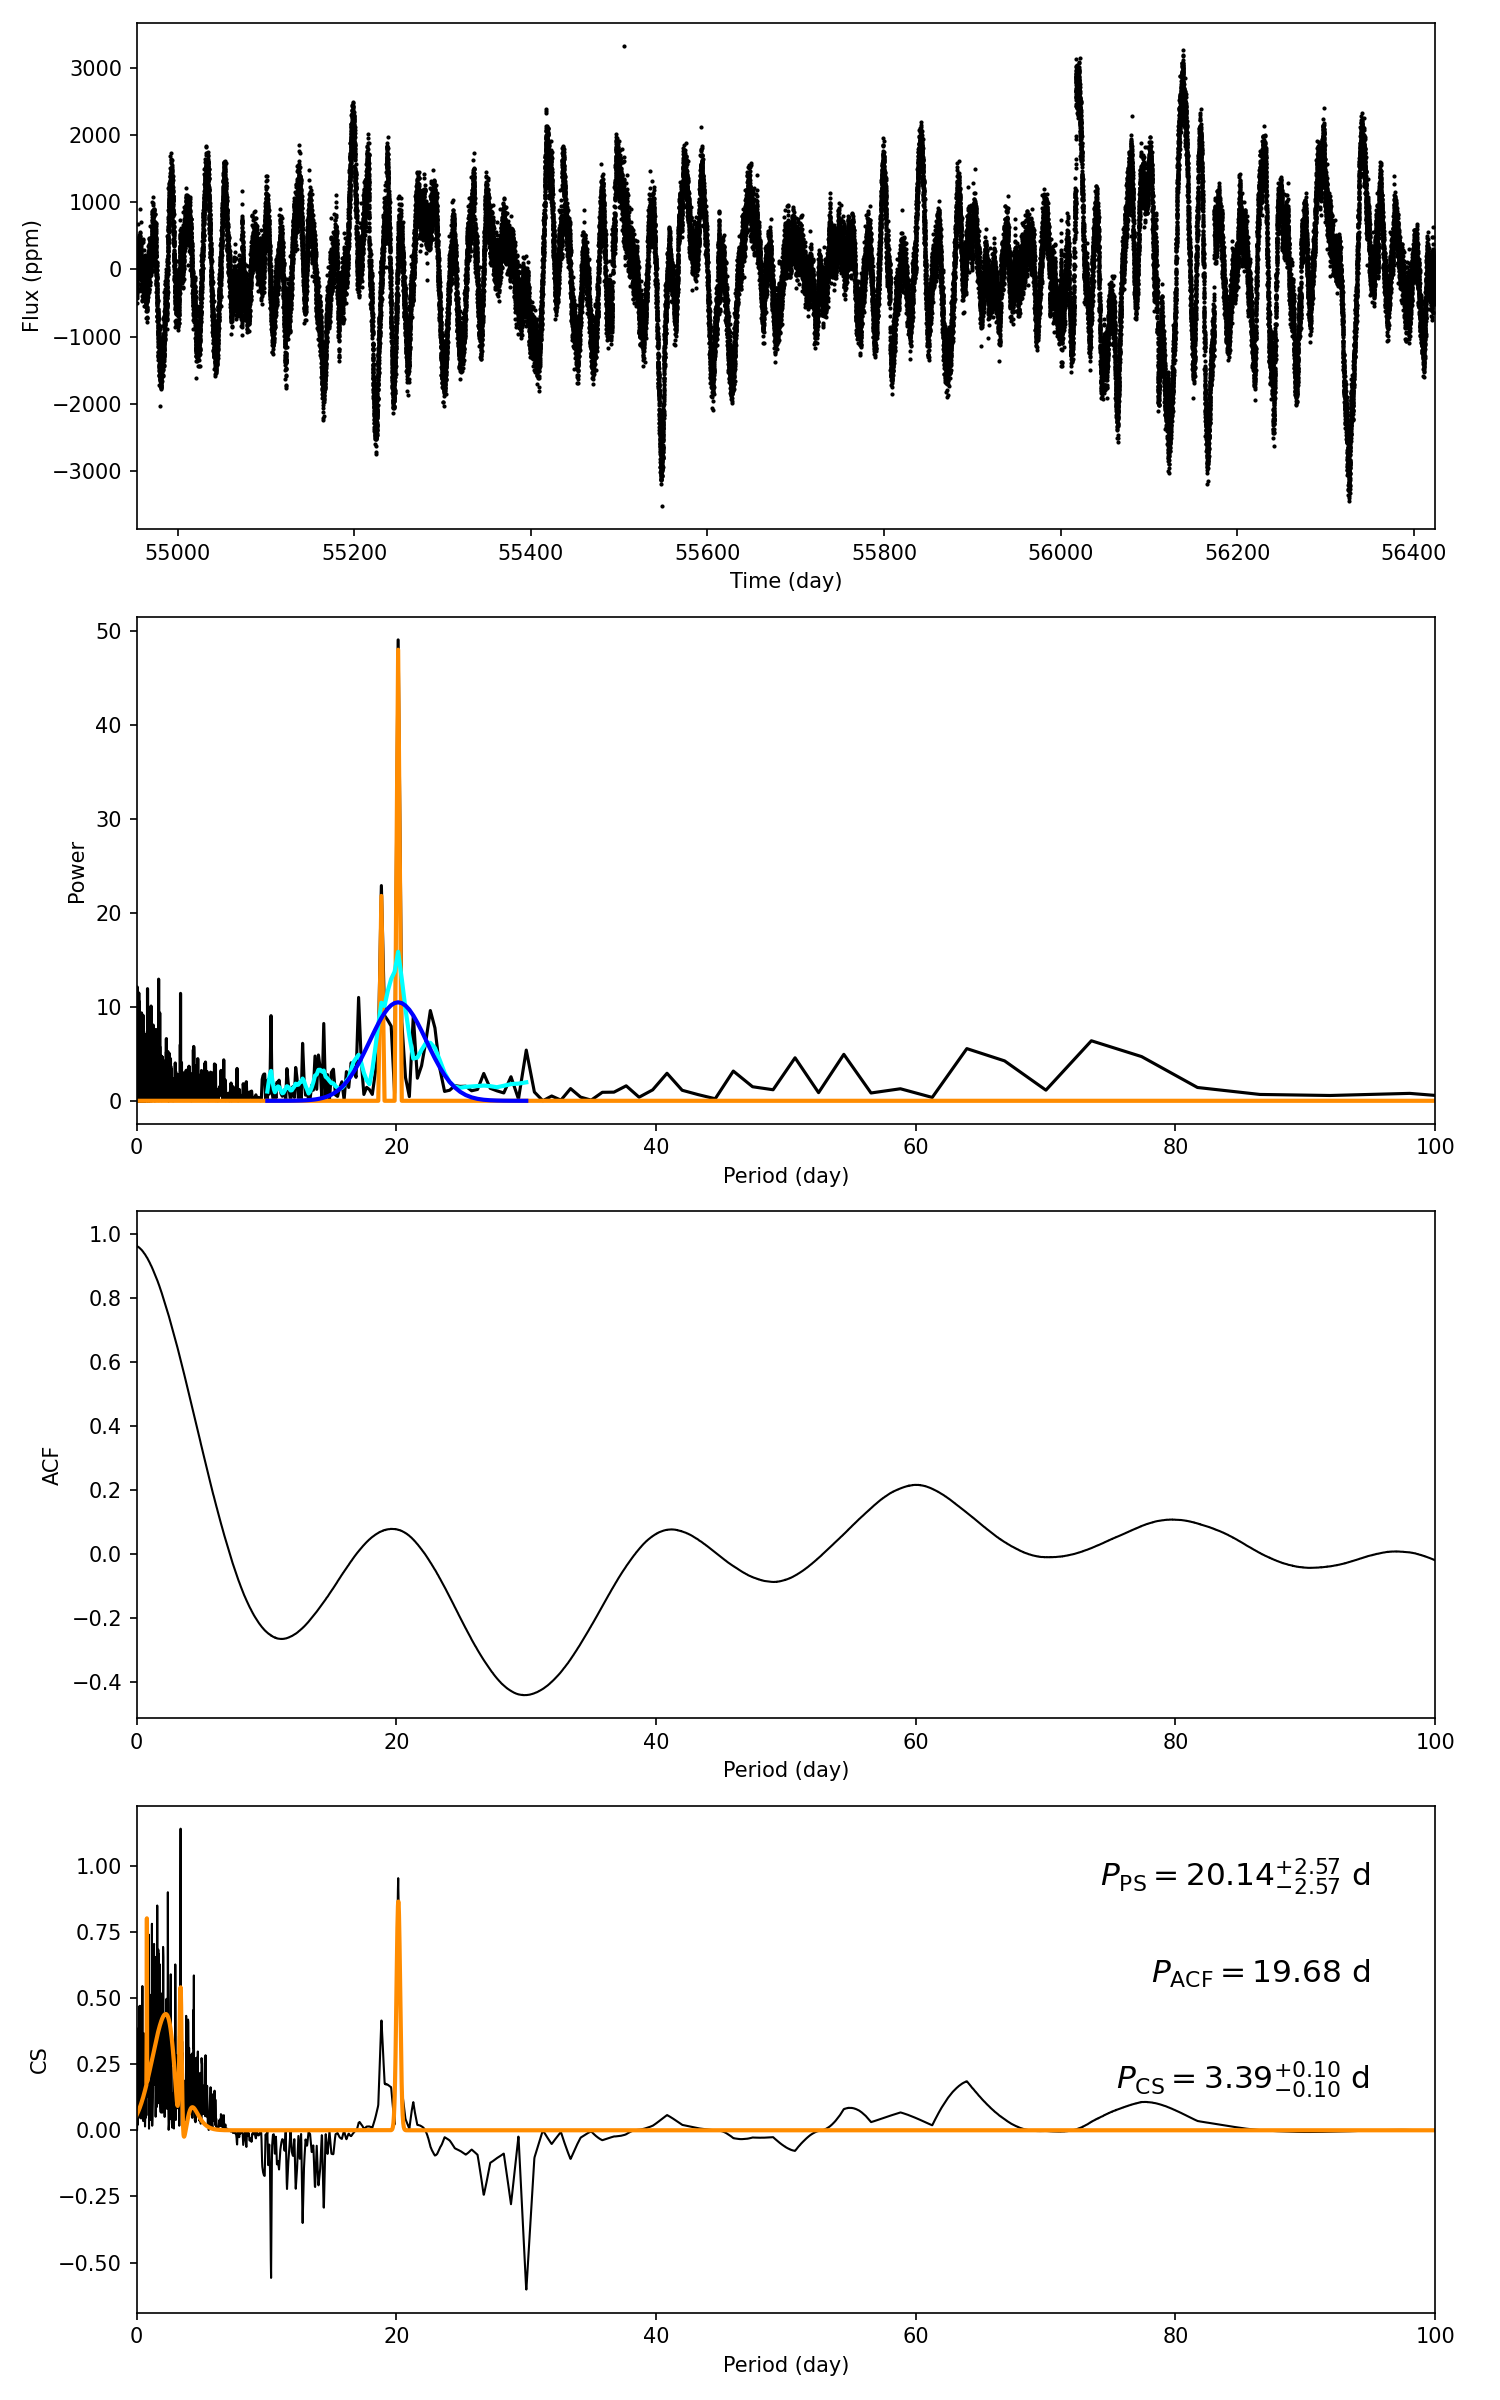 3000
2000
1000
0
−1000
−2000
−3000
Flux (ppm)
55000 55200 55400 55600 55800 56000 56200 56400
Time (day)
50
40
30
20
10
0
Power
0 20 40 60 80 100
Period (day)
1.0
0.8
0.6
0.4
0.2
0.0
−0.2
−0.4
ACF
0 20 40 60 80 100
Period (day)
1.00
0.75
0.50
0.25
0.00
−0.25
−0.50
CS
P_PS = 20.14^{+2.57}_{−2.57} d
P_ACF = 19.68 d
P_CS = 3.39^{+0.10}_{−0.10} d
0 20 40 60 80 100
Period (day)